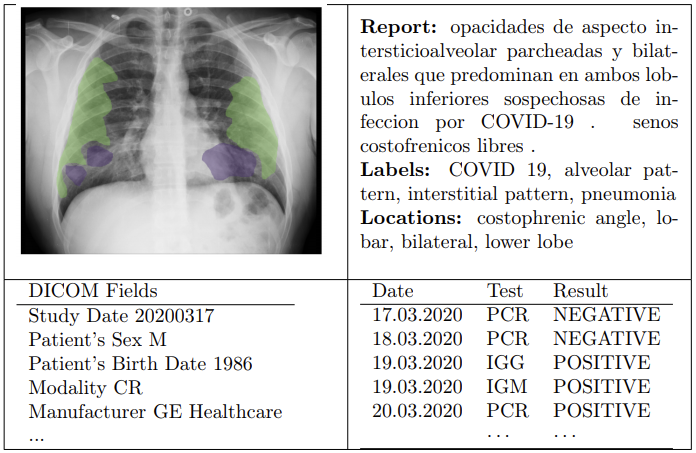 Report: opacidades de aspecto in-
tersticioalveolar parcheadas y bilat-
erales que predominan en ambos lob-
ulos inferiores sospechosas de in-
feccion por COVID-19 . senos
costofrenicos libres .
Labels: COVID 19, alveolar pat-
tern, interstitial pattern, pneumonia
Locations: costophrenic angle, lo-
bar, bilateral, lower lobe
DICOM Fields
Study Date 20200317
Patient's Sex M
Patient's Birth Date 1986
Modality CR
Manufacturer GE Healthcare
...
Date Test Result
17.03.2020 PCR NEGATIVE
18.03.2020 PCR NEGATIVE
19.03.2020 IGG POSITIVE
19.03.2020 IGM POSITIVE
20.03.2020 PCR POSITIVE
... ...